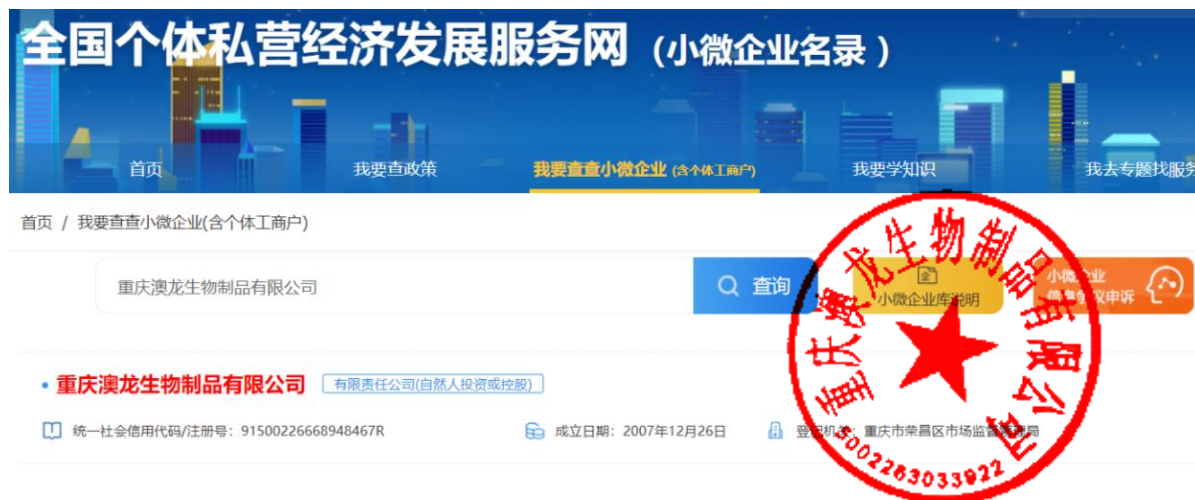 全国个体私营经济发展服务网（小微企业名录）
首页 我要查政策 我要查查小微企业 (含个体工商户) 我要学知识 我去专题找服务
首页 / 我要查查小微企业(含个体工商户)
重庆澳龙生物制品有限公司 查询 小微企业库说明 小微企业
信息争议申诉
重庆澳龙生物制品有限公司 有限责任公司(自然人投资或控股)
统一社会信用代码/注册号：91500226668948467R 成立日期：2007年12月26日 登记机关：重庆市荣昌区市场监督管理局
重庆澳龙生物制品有限公司
5002263033922